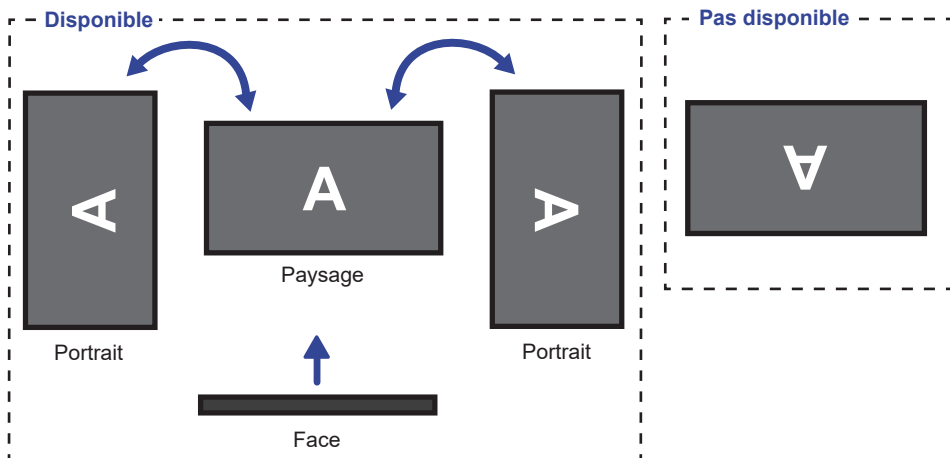 Disponible
Pas disponible
A
A
A
A
Paysage
Portrait
Portrait
Face